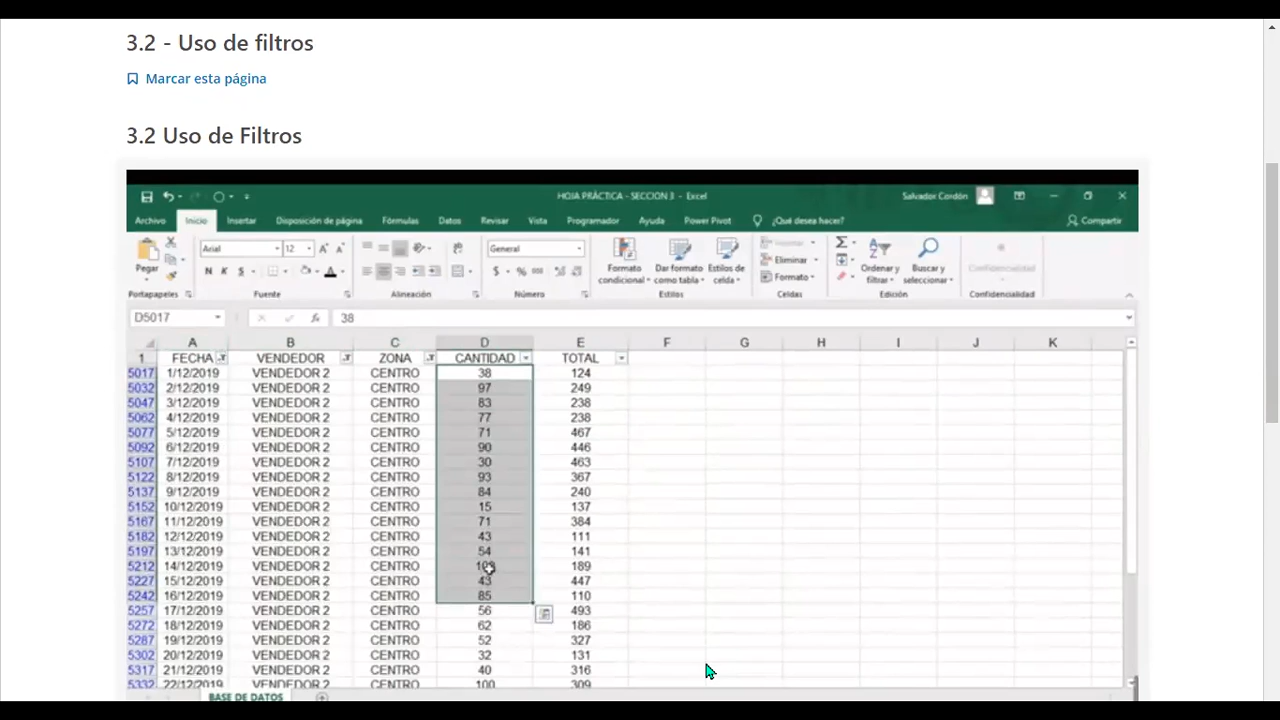 3.2 - Uso de filtros
Marcar esta página
3.2 Uso de Filtros
HOJA PRÁCTICA - SECCION 3 - Excel
Salvador Cordón
Archivo Inicio Insertar Disposición de página Fórmulas Datos Revisar Vista Programador Ayuda Power Pivot ¿Qué desea hacer? Compartir
Arial 12 General
Pegar
N K S
$ % 000
Formato condicional
Dar formato como tabla
Estilos de celda
Insertar
Eliminar
Formato
Ordenar y filtrar
Buscar y seleccionar
Confidencialidad
Portapapeles Fuente Alineación Número Estilos Celdas Edición Confidencialidad
D5017 fx 38
A B C D E F G H I J K
1 FECHA VENDEDOR ZONA CANTIDAD TOTAL
5017 1/12/2019 VENDEDOR 2 CENTRO 38 124
5032 2/12/2019 VENDEDOR 2 CENTRO 97 249
5047 3/12/2019 VENDEDOR 2 CENTRO 83 238
5062 4/12/2019 VENDEDOR 2 CENTRO 77 238
5077 5/12/2019 VENDEDOR 2 CENTRO 71 467
5092 6/12/2019 VENDEDOR 2 CENTRO 90 446
5107 7/12/2019 VENDEDOR 2 CENTRO 30 463
5122 8/12/2019 VENDEDOR 2 CENTRO 93 367
5137 9/12/2019 VENDEDOR 2 CENTRO 84 240
5152 10/12/2019 VENDEDOR 2 CENTRO 15 137
5167 11/12/2019 VENDEDOR 2 CENTRO 71 384
5182 12/12/2019 VENDEDOR 2 CENTRO 43 111
5197 13/12/2019 VENDEDOR 2 CENTRO 54 141
5212 14/12/2019 VENDEDOR 2 CENTRO 189
5227 15/12/2019 VENDEDOR 2 CENTRO 43 447
5242 16/12/2019 VENDEDOR 2 CENTRO 85 110
5257 17/12/2019 VENDEDOR 2 CENTRO 56 493
5272 18/12/2019 VENDEDOR 2 CENTRO 62 186
5287 19/12/2019 VENDEDOR 2 CENTRO 52 327
5302 20/12/2019 VENDEDOR 2 CENTRO 32 131
5317 21/12/2019 VENDEDOR 2 CENTRO 40 316
5332 22/12/2019 VENDEDOR 2 CENTRO 100 309
BASE DE DATOS